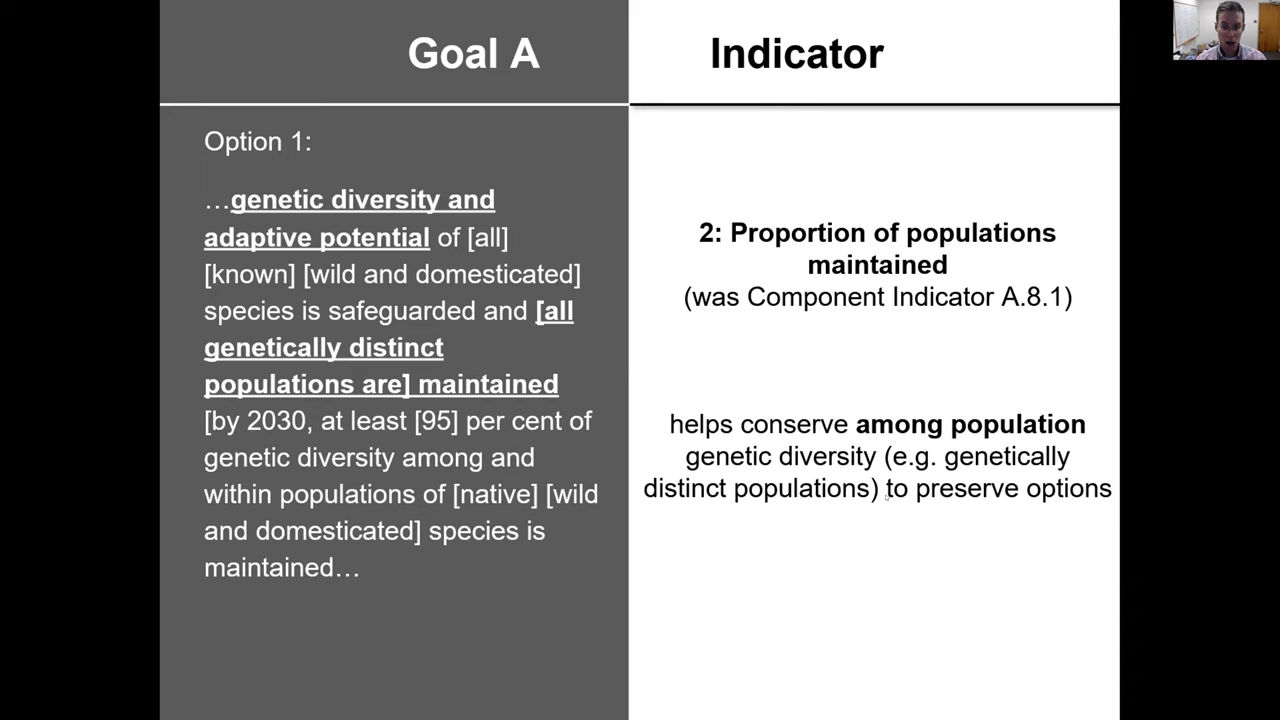 Goal A
Indicator
Option 1:
…genetic diversity and
adaptive potential of [all]
[known] [wild and domesticated]
species is safeguarded and [all
genetically distinct
populations are] maintained
[by 2030, at least [95] per cent of
genetic diversity among and
within populations of [native] [wild
and domesticated] species is
maintained…
2: Proportion of populations
maintained
(was Component Indicator A.8.1)
helps conserve among population
genetic diversity (e.g. genetically
distinct populations) to preserve options